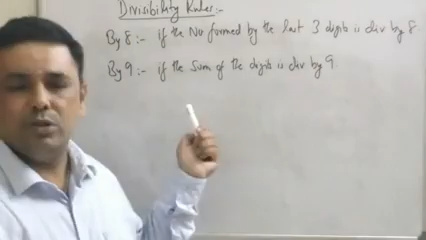 Divisibility Rules:-
By 8:- if the No formed by the last 3 digits is div by 8
By 9:- if the Sum of the digits is div by 9.